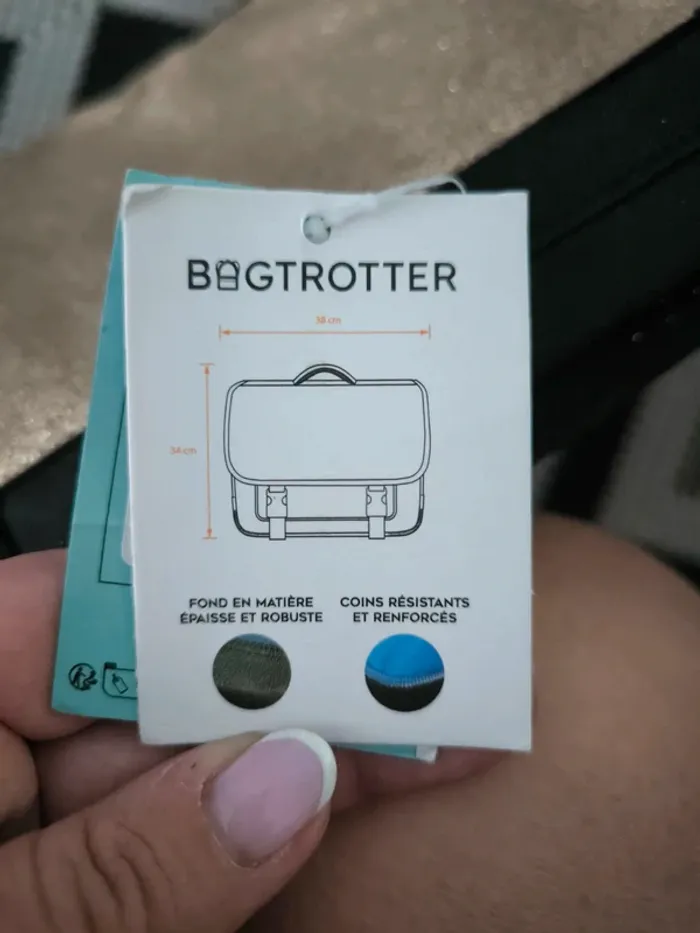 BAGTROTTER
38 cm
34 cm
FOND EN MATIÈRE
ÉPAISSE ET ROBUSTE
COINS RÉSISTANTS
ET RENFORCÉS